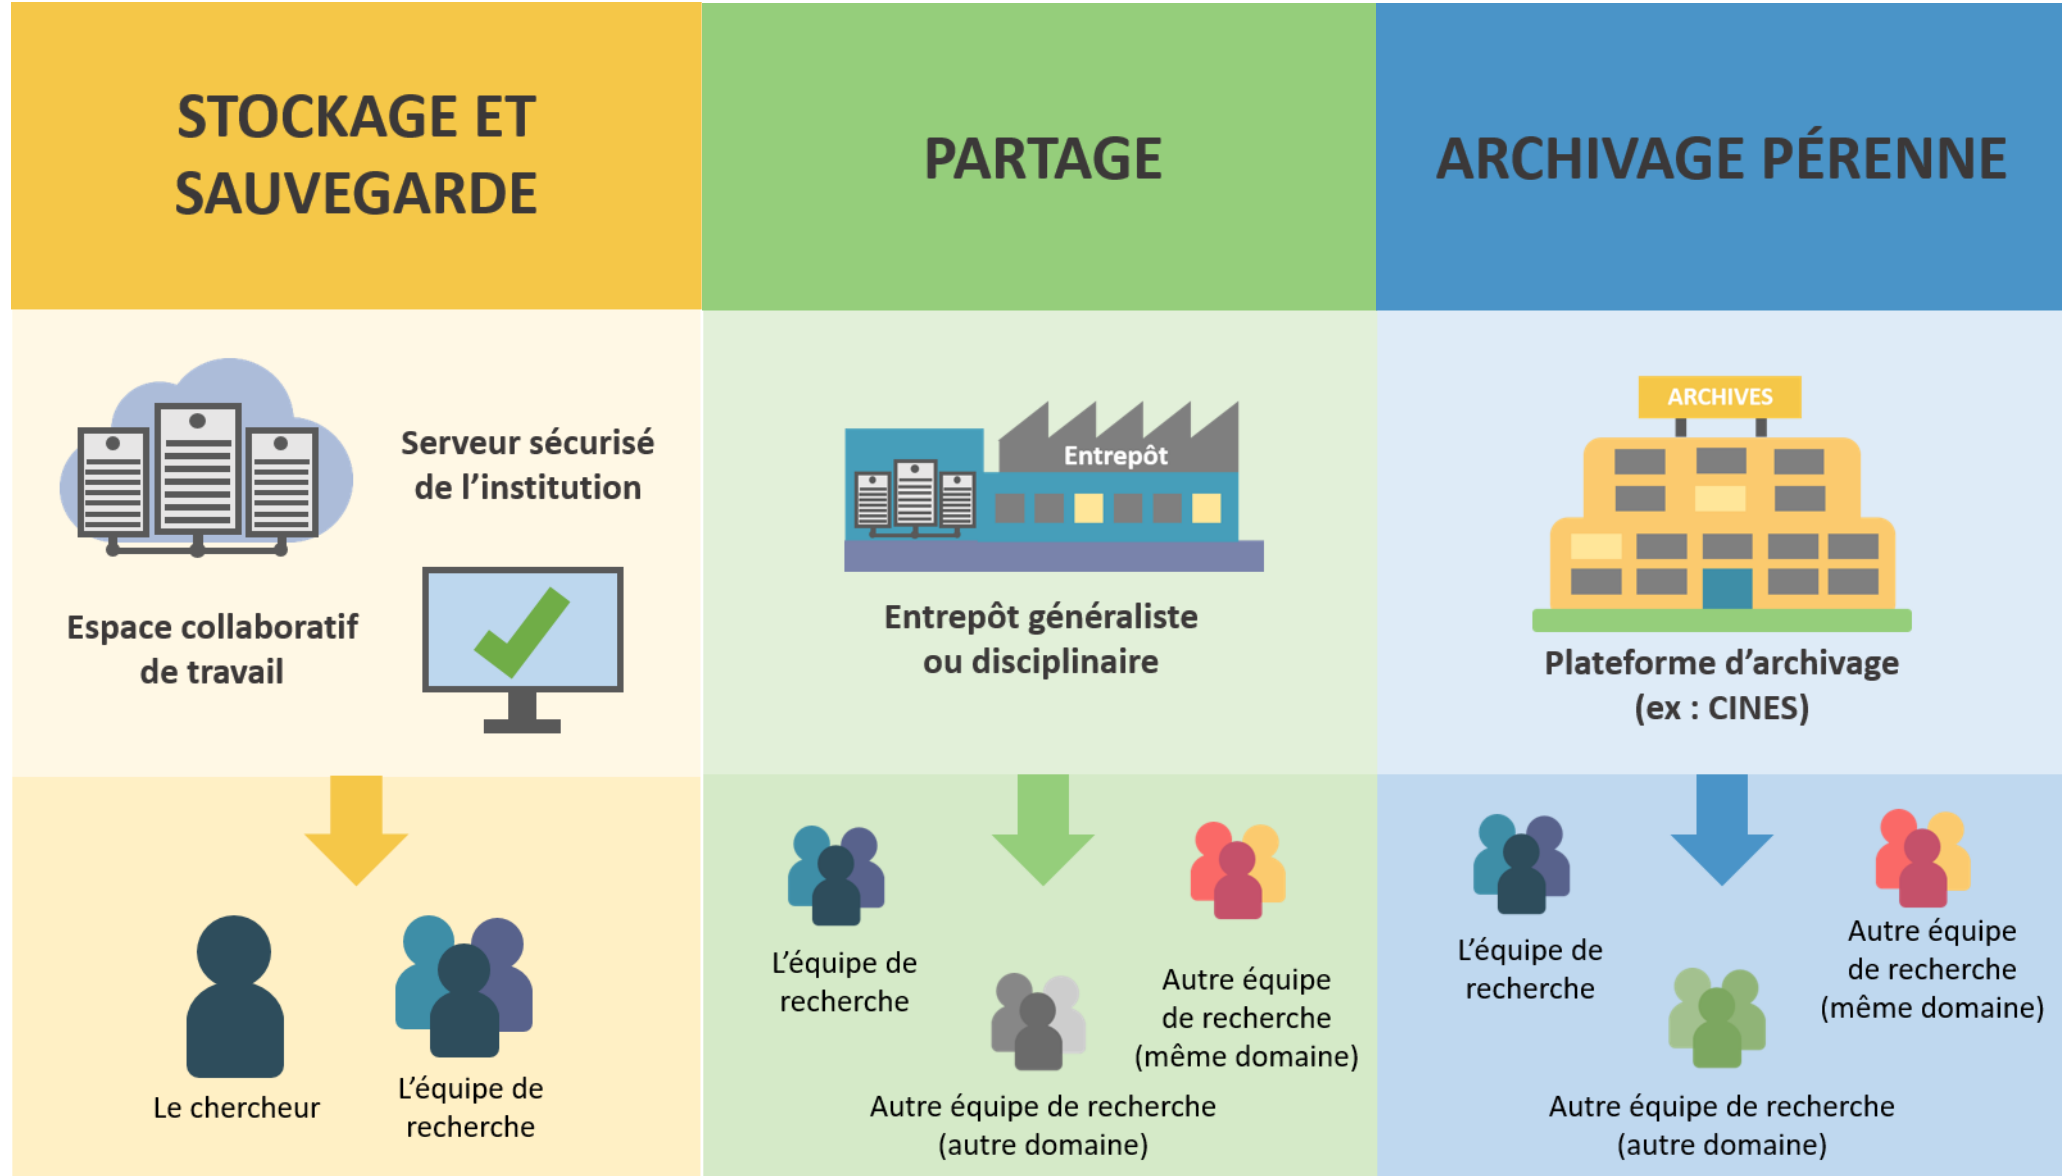 STOCKAGE ET
SAUVEGARDE
Serveur sécurisé
de l’institution
Espace collaboratif
de travail
Le chercheur
L’équipe de
recherche
PARTAGE
Entrepôt
Entrepôt généraliste
ou disciplinaire
L’équipe de
recherche
Autre équipe
de recherche
(même domaine)
Autre équipe de recherche
(autre domaine)
ARCHIVAGE PÉRENNE
ARCHIVES
Plateforme d’archivage
(ex : CINES)
L’équipe de
recherche
Autre équipe
de recherche
(même domaine)
Autre équipe de recherche
(autre domaine)